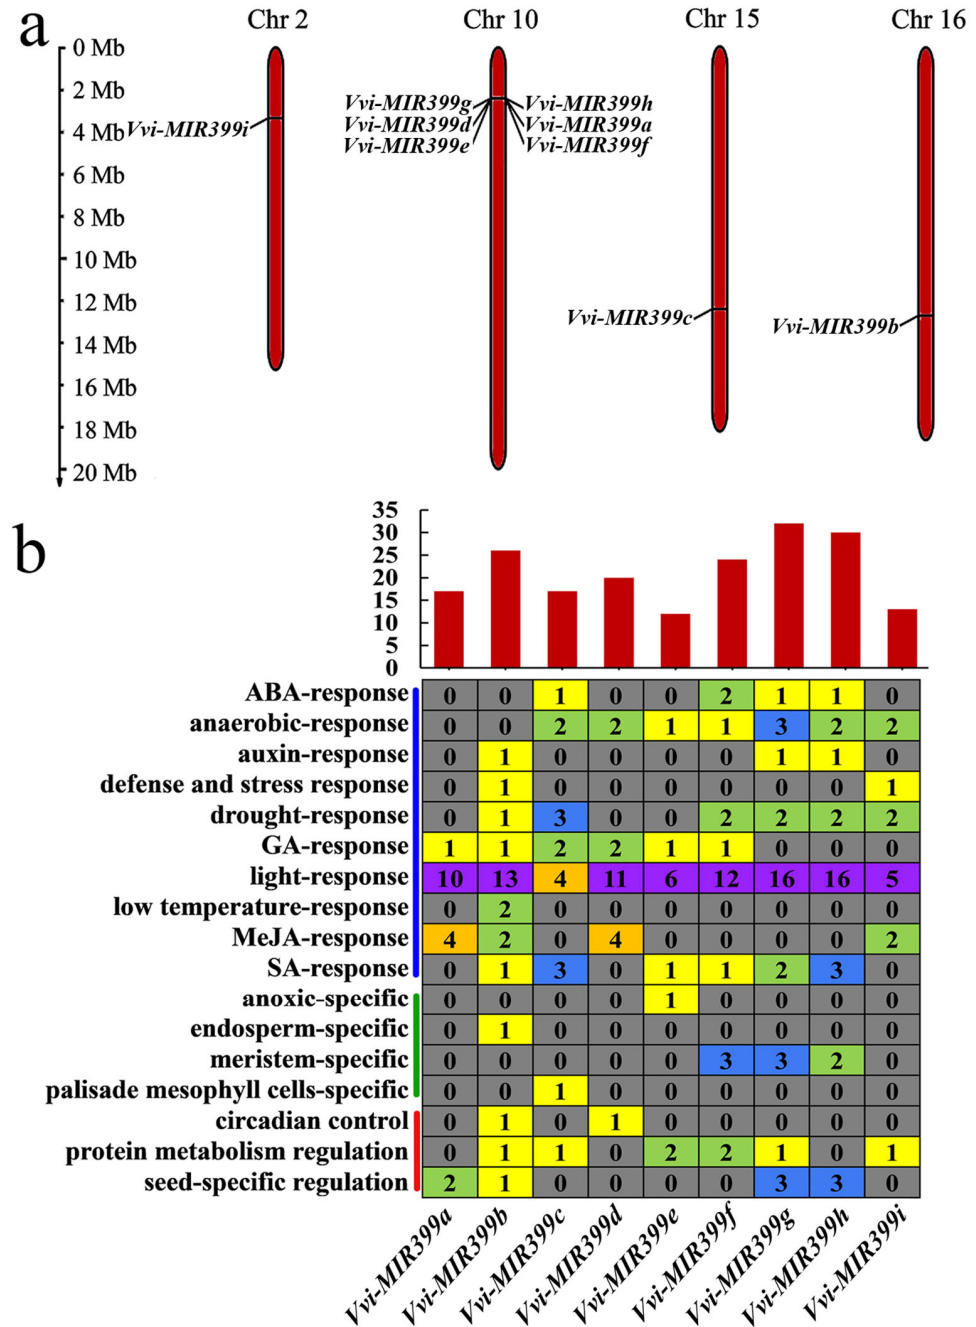 a
Chr 2 Chr 10 Chr 15 Chr 16
0 Mb
2 Mb
4 Mb
6 Mb
8 Mb
10 Mb
12 Mb
14 Mb
16 Mb
18 Mb
20 Mb
Vvi-MIR399i
Vvi-MIR399g Vvi-MIR399h
Vvi-MIR399d Vvi-MIR399a
Vvi-MIR399e Vvi-MIR399f
Vvi-MIR399c
Vvi-MIR399b
b
35
30
25
20
15
10
5
0
ABA-response 0 0 1 0 0 2 1 1 0
anaerobic-response 0 0 2 2 1 1 3 2 2
auxin-response 0 1 0 0 0 0 1 1 0
defense and stress response 0 1 0 0 0 0 0 0 1
drought-response 0 1 3 0 0 2 2 2 2
GA-response 1 1 2 2 1 1 0 0 0
light-response 10 13 4 11 6 12 16 16 5
low temperature-response 0 2 0 0 0 0 0 0 0
MeJA-response 4 2 0 4 0 0 0 0 2
SA-response 0 1 3 0 1 1 2 3 0
anoxic-specific 0 0 0 0 1 0 0 0 0
endosperm-specific 0 1 0 0 0 0 0 0 0
meristem-specific 0 0 0 0 0 3 3 2 0
palisade mesophyll cells-specific 0 0 1 0 0 0 0 0 0
circadian control 0 1 0 1 0 0 0 0 0
protein metabolism regulation 0 1 1 0 2 2 1 0 1
seed-specific regulation 2 1 0 0 0 0 3 3 0
Vvi-MIR399a Vvi-MIR399b Vvi-MIR399c Vvi-MIR399d Vvi-MIR399e Vvi-MIR399f Vvi-MIR399g Vvi-MIR399h Vvi-MIR399i